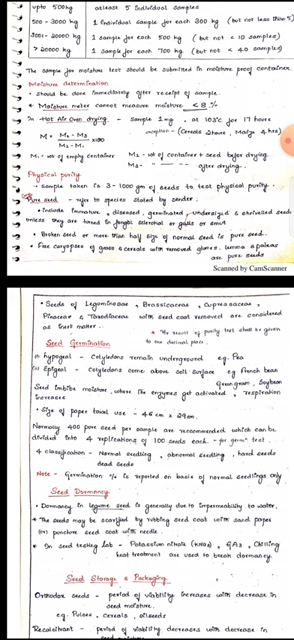 upto 500kg atleast 5 individual samples
500 - 3000 kg 1 individual sample for each 300 kg (but not less than 5)
3001- 20000 kg 1 sample for each 500 kg (but not < 10 samples)
> 20000 kg 1 sample for each 700 kg (but not < 40 samples)
The sample for moisture test should be submitted in moisture proof container.
Moisture determination
- should be done immediately after receipt of sample.
* Moisture meter cannot measure moisture < 8 %
In Hot Air Oven drying. - Sample , at 103°C for 17 hours
M = M2 - M3 / M2 - M1 x100 exception - (Cereals 2 hours, Maize 4 hrs)
M1 - wt of empty container M2 - wt of container + seed before drying
M3 - " — " — after drying.
Physical purity
• Sample taken is 3 - 1000 gm of seeds to test physical purity.
Pure seed - refer to species stated by sender;
• include immature, diseased, germinated, undersized & shrivelled seeds
unless they are turned in fungal sclerotial or galls or smut
• Broken seed or more than half size of normal seed is pure seed.
• Free caryopses of grass & cereals with removed glumes, lemma & paleas
are pure seeds
Scanned by CamScanner
• Seeds of Leguminosae, Brassicaceae, Cupressaceae,
Pinaceae & Taxodiaceae with seed coat removed are considered
as inert matter.
* The result of purity test shall be given
to one decimal place.
Seed Germination
(i) hypogeal - Cotyledons remain underground eg. Pea
(ii) Epigeal - Cotyledons come above soil surface eg French bean
Greengram, Soybean
Seed imbibe moisture, where the enzymes get activated, respiration
increases
• Size of paper towel use - 46 cm x 29 cm.
Normally 400 pure seed per sample are recommended which can be
divided into 4 replications of 100 seeds each. - for germn test.
4 classification - Normal seedling, abnormal seedling, hard seeds
dead seeds
Note - Germination % is reported on basis of normal seedlings only
Seed Dormancy
• Dormancy in legume seed is generally due to impermeability to water.
* The seeds may be scarified by rubbing seed coat with sand paper
(or) puncture seed coat with needle.
• In seed testing lab - Potassium nitrate (KNO3), GA3, Chilling
heat treatment are used to break dormancy.
Seed Storage & Packaging
Orthodox seeds - period of viability increases with decrease in
seed moisture.
eg. Pulses, cereals, oilseeds
Recalcitrant - period of viability decreases with decrease in